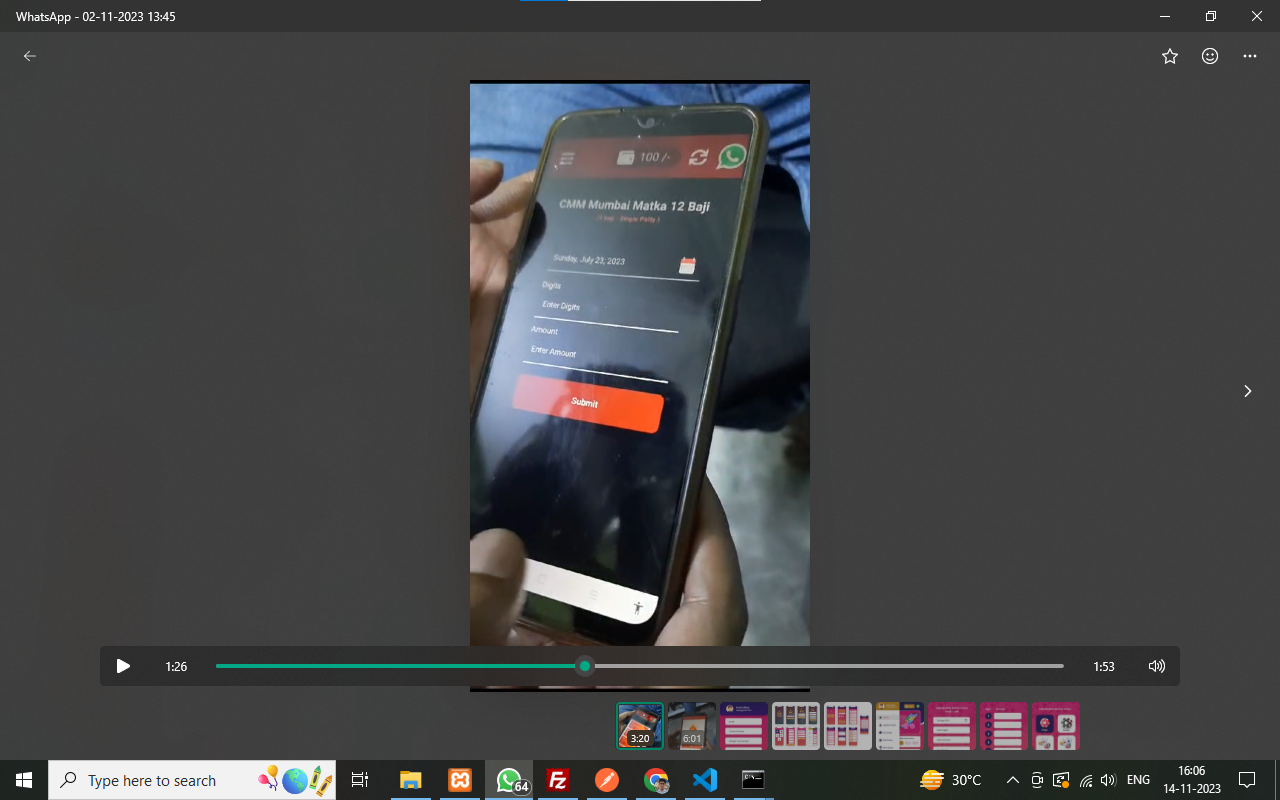 WhatsApp - 02-11-2023 13:45
100 /-
CMM Mumbai Matka 12 Baji
Sunday, July 23, 2023
Digits
Enter Digits
Amount
Enter Amount
Submit
1:26
1:53
3:20
6:01
Type here to search
64
30°C
ENG
16:06
14-11-2023